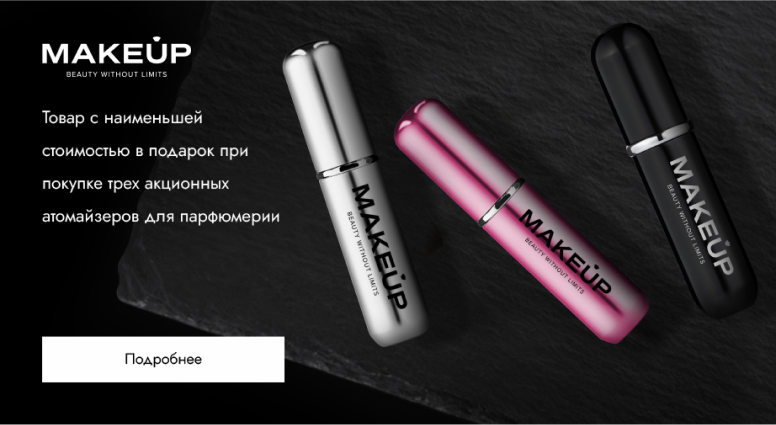 MAKEUP
BEAUTY WITHOUT LIMITS
Товар с наименьшей
стоимостью в подарок при
покупке трех акционных
атомайзеров для парфюмерии
Подробнее
MAKEUP
BEAUTY WITHOUT LIMITS
MAKEUP
BEAUTY WITHOUT LIMITS
MAKEUP
BEAUTY WITHOUT LIMITS